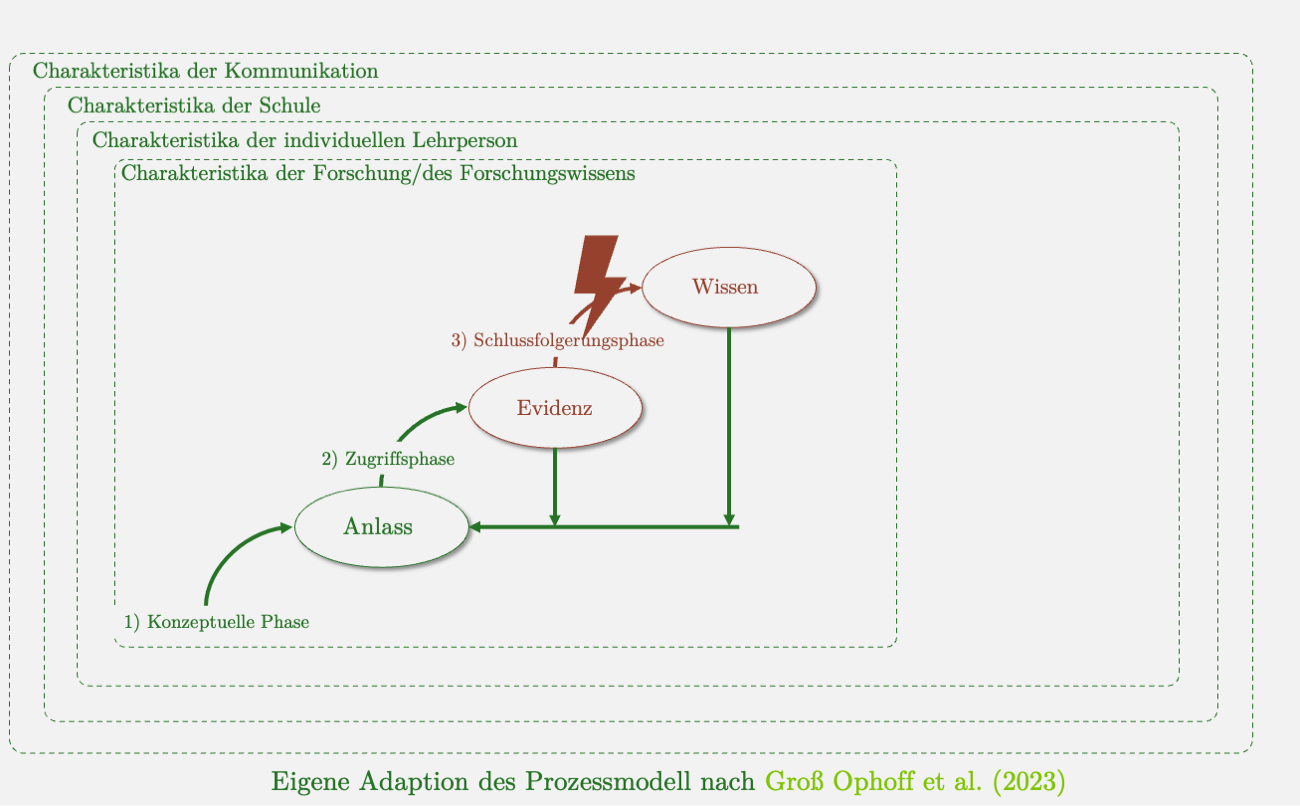 Charakteristika der Kommunikation
Charakteristika der Schule
Charakteristika der individuellen Lehrperson
Charakteristika der Forschung/des Forschungswissens
Wissen
3) Schlussfolgerungsphase
Evidenz
2) Zugriffsphase
Anlass
1) Konzeptuelle Phase
Eigene Adaption des Prozessmodell nach Groß Ophoff et al. (2023)